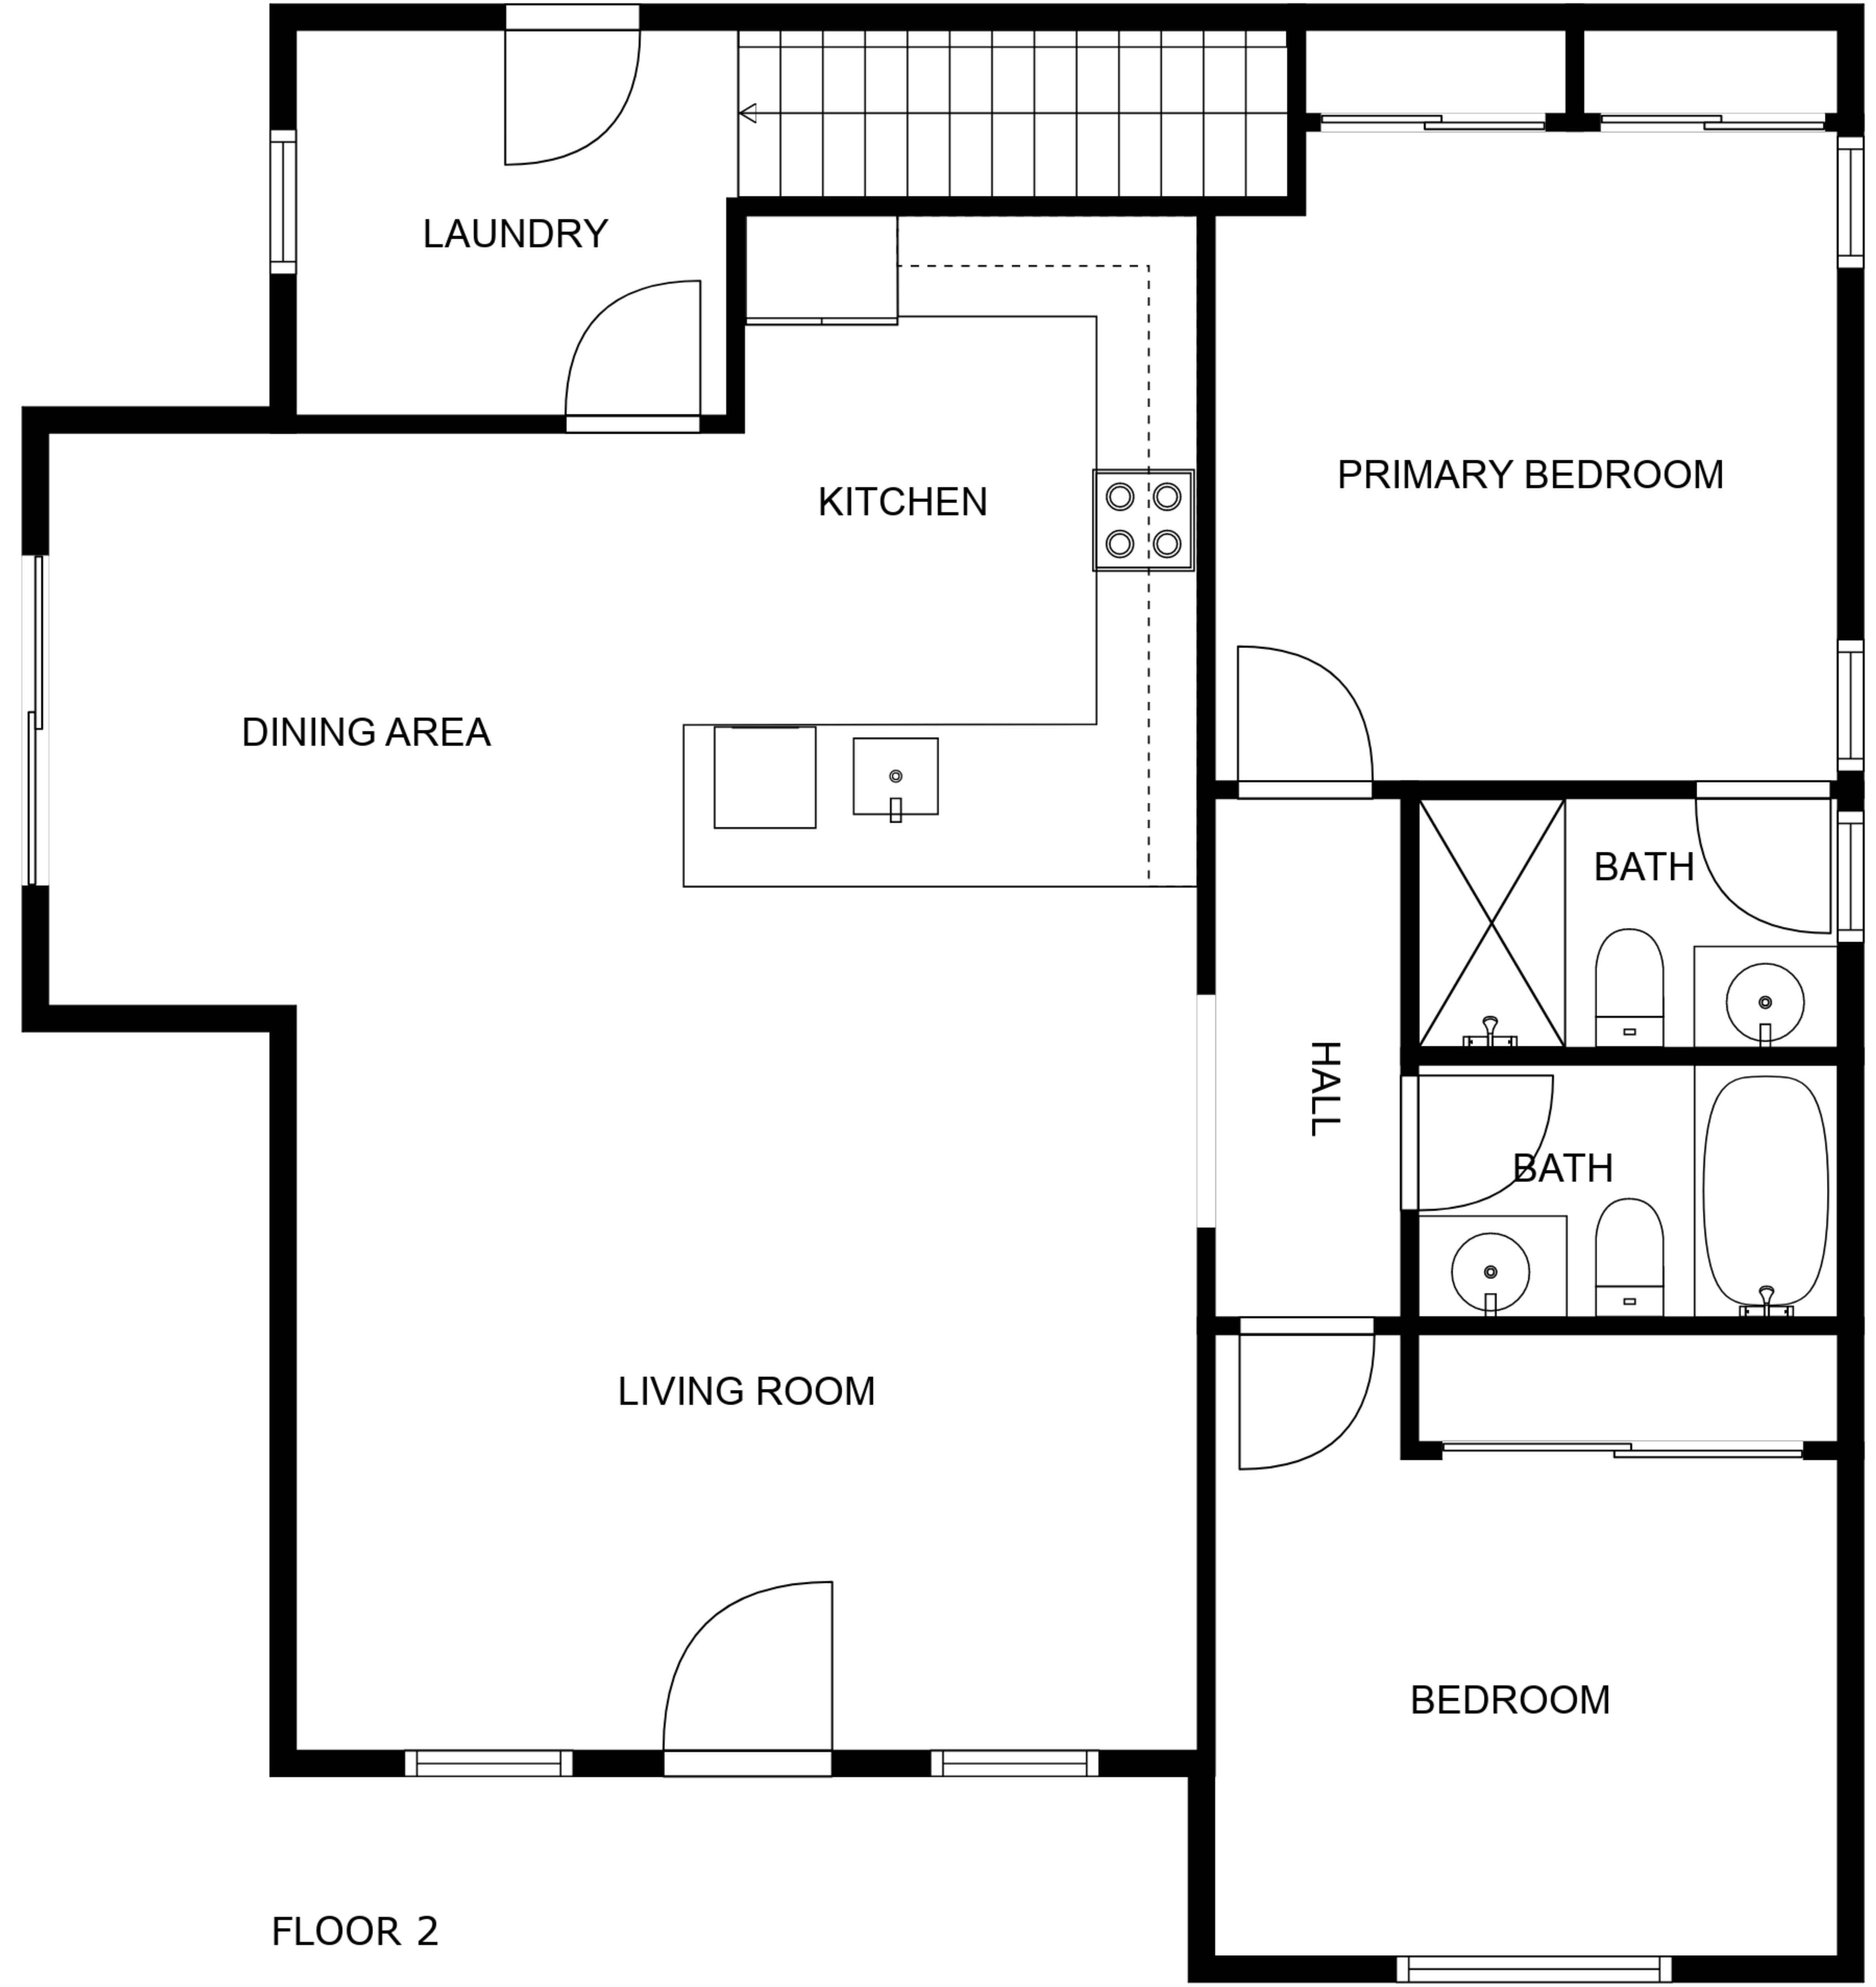 LAUNDRY
KITCHEN
PRIMARY BEDROOM
DINING AREA
BATH
HALL
BATH
LIVING ROOM
BEDROOM
FLOOR 2